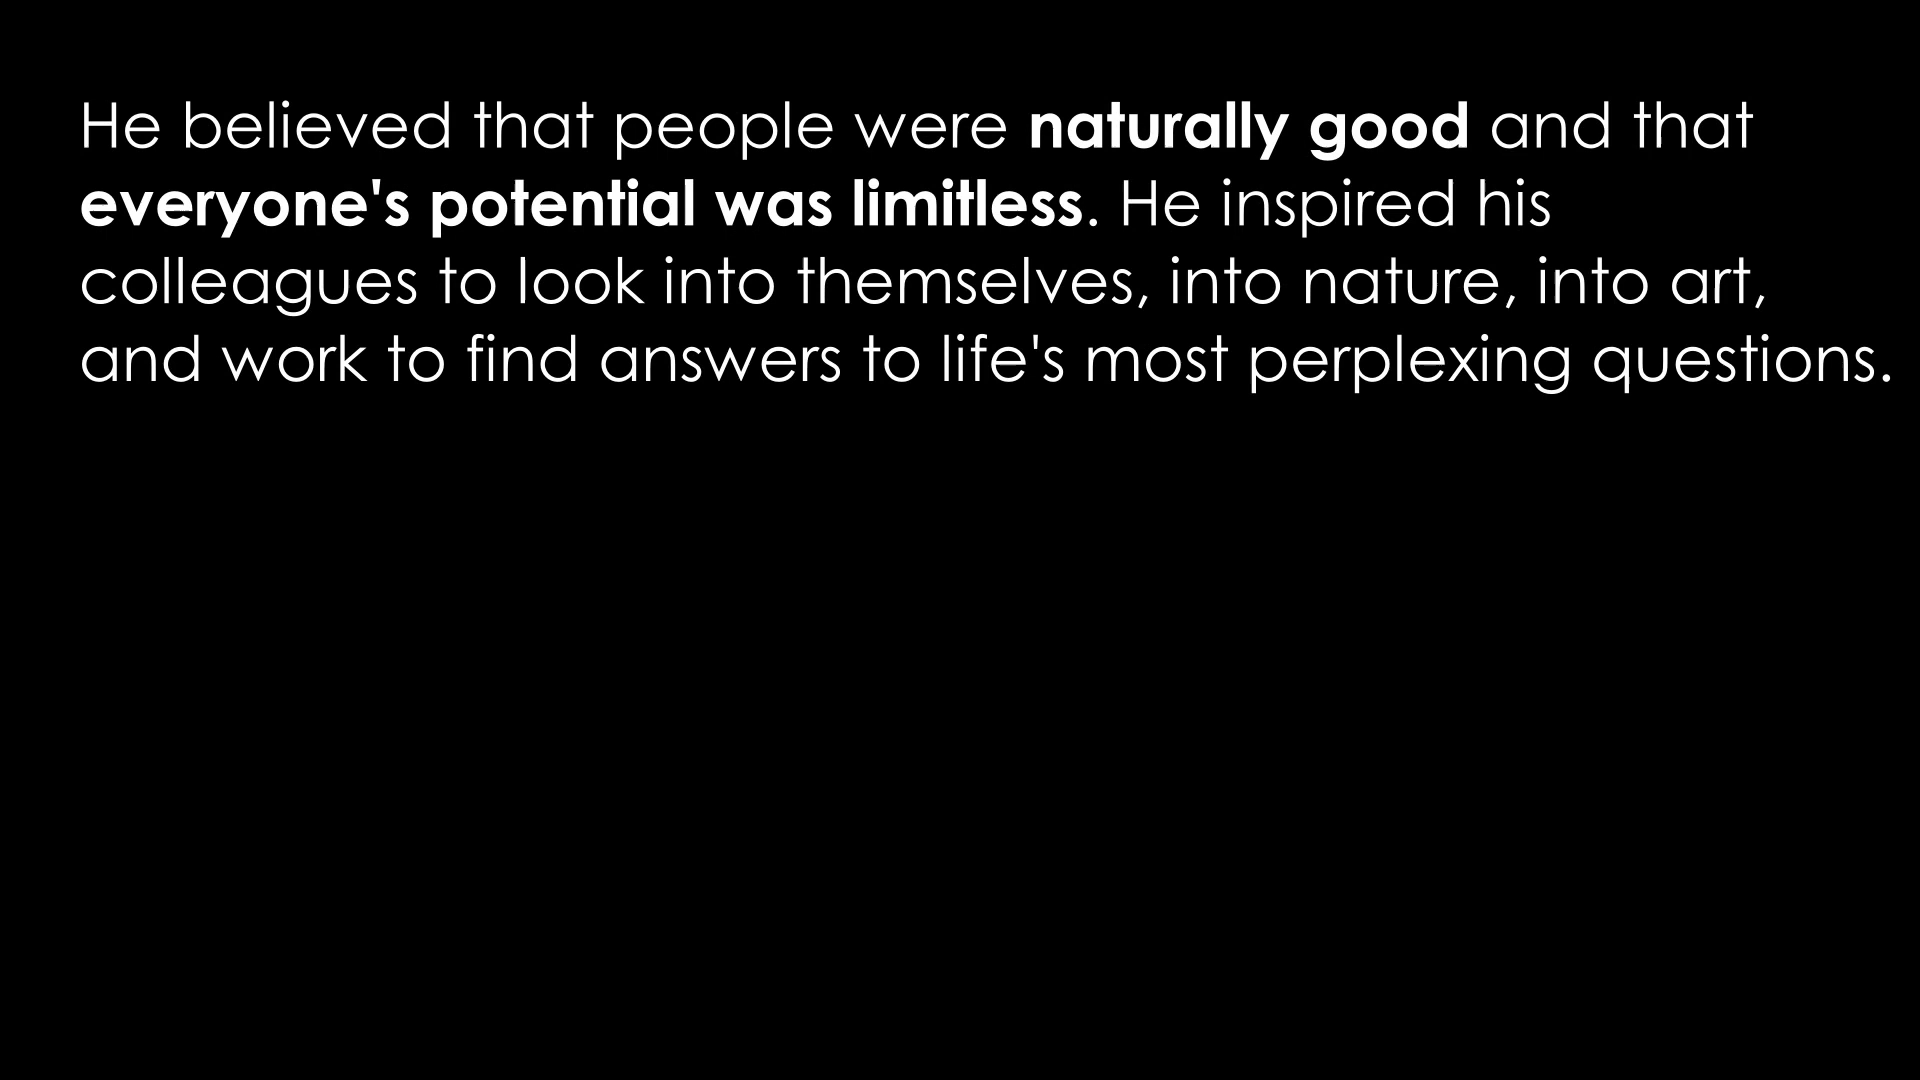 He believed that people were naturally good and that
everyone's potential was limitless. He inspired his
colleagues to look into themselves, into nature, into art,
and work to find answers to life's most perplexing questions.